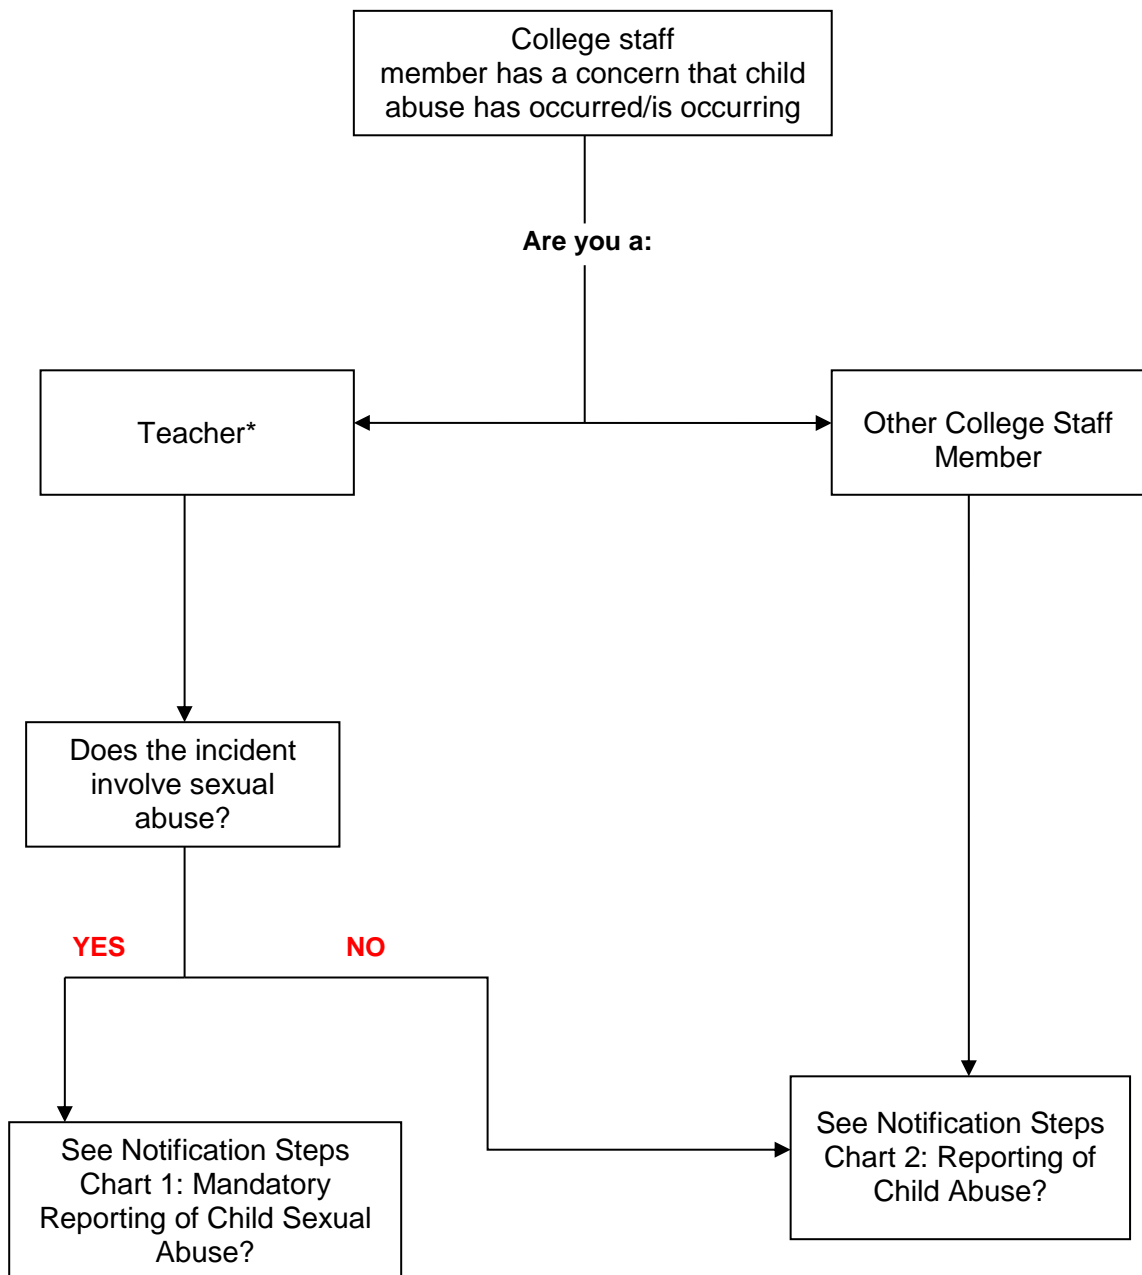 College staff
member has a concern that child
abuse has occurred/is occurring
Are you a:
Teacher*
Other College Staff
Member
Does the incident
involve sexual
abuse?
YES
NO
See Notification Steps
Chart 1: Mandatory
Reporting of Child Sexual
Abuse?
See Notification Steps
Chart 2: Reporting of
Child Abuse?